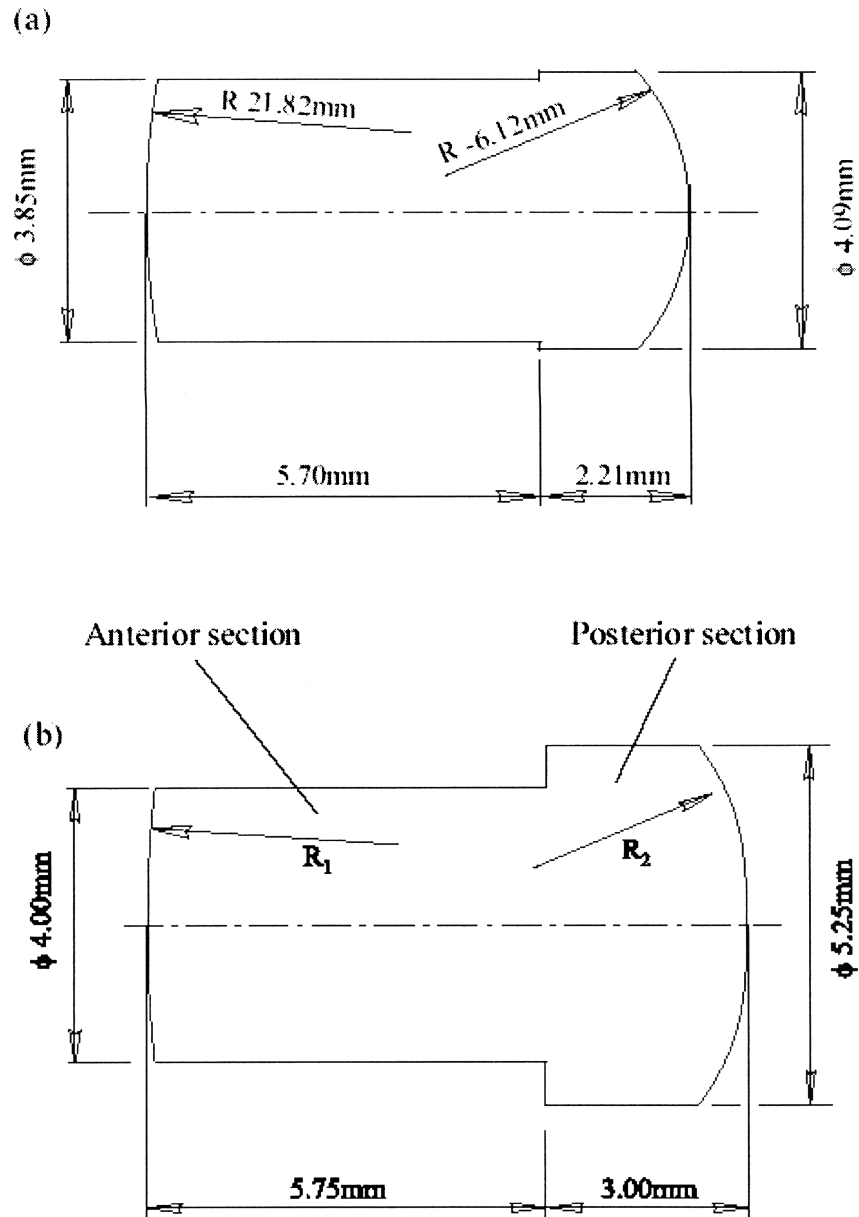 (a)
R 21.82mm
R -6.12mm
ϕ 3.85mm
ϕ 4.09mm
5.70mm
2.21mm
Anterior section
Posterior section
(b)
R₁
R₂
ϕ 4.00mm
ϕ 5.25mm
5.75mm
3.00mm